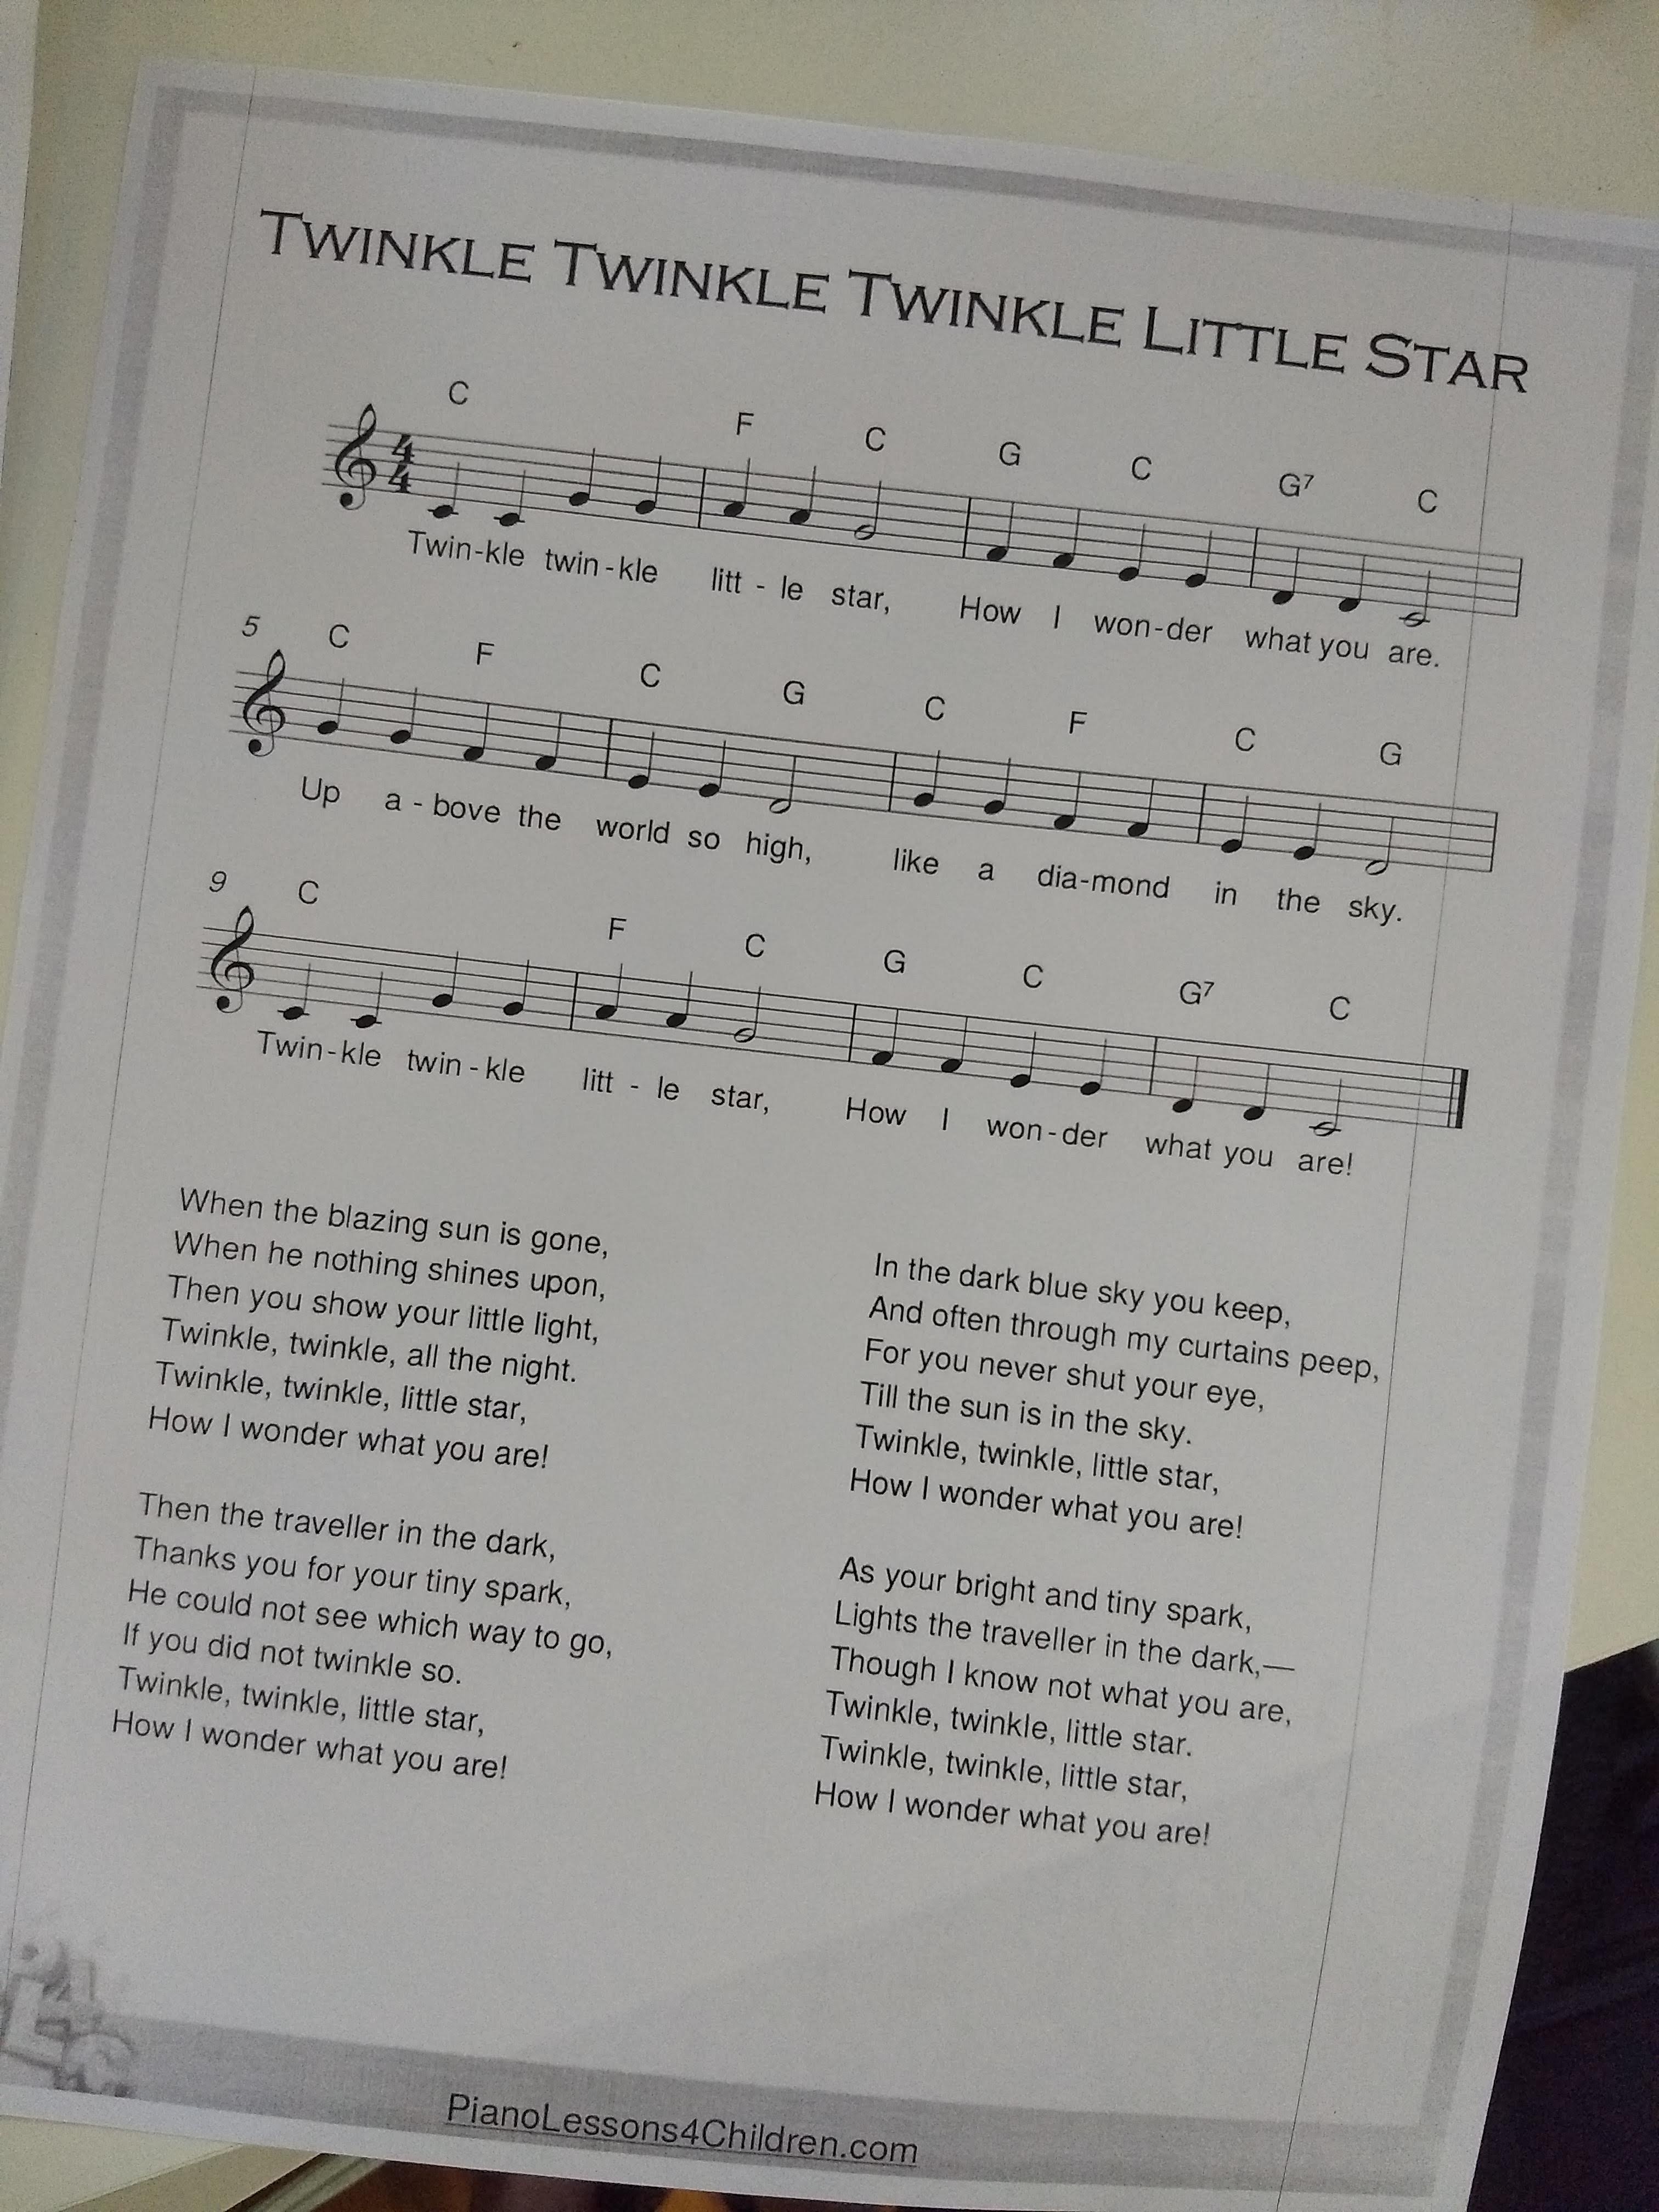 TWINKLE TWINKLE TWINKLE LITTLE STAR
C F C G C G7 C
4
4
Twin-kle twin-kle litt - le star, How I won-der what you are.
5 C F C G C F C G
Up a - bove the world so high, like a dia-mond in the sky.
9 C F C G C G7 C
Twin-kle twin-kle litt - le star, How I won-der what you are!
When the blazing sun is gone,
When he nothing shines upon,
Then you show your little light,
Twinkle, twinkle, all the night.
Twinkle, twinkle, little star,
How I wonder what you are!
Then the traveller in the dark,
Thanks you for your tiny spark,
He could not see which way to go,
If you did not twinkle so.
Twinkle, twinkle, little star,
How I wonder what you are!
In the dark blue sky you keep,
And often through my curtains peep,
For you never shut your eye,
Till the sun is in the sky.
Twinkle, twinkle, little star,
How I wonder what you are!
As your bright and tiny spark,
Lights the traveller in the dark,—
Though I know not what you are,
Twinkle, twinkle, little star.
Twinkle, twinkle, little star,
How I wonder what you are!
PianoLessons4Children.com